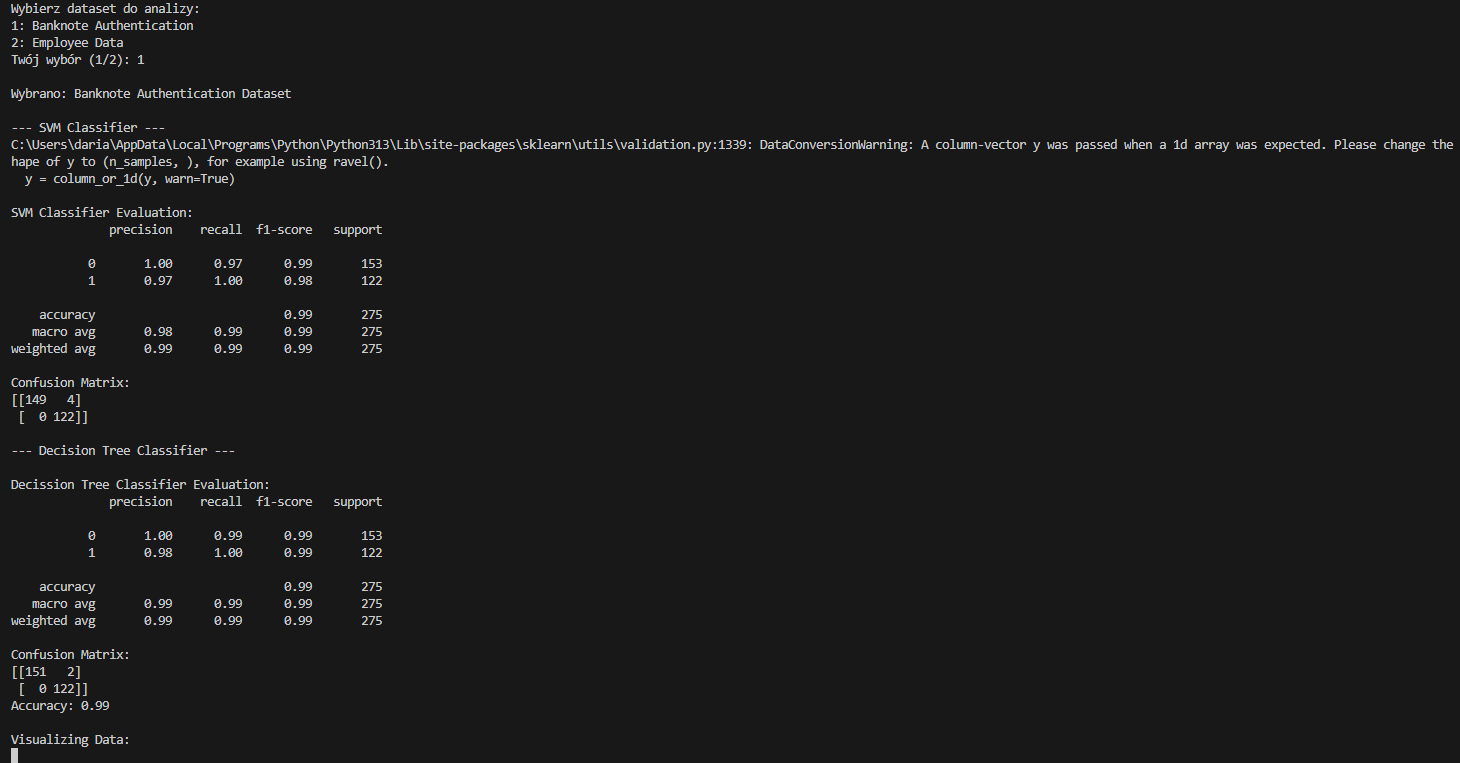 Wybierz dataset do analizy:
1: Banknote Authentication
2: Employee Data
Twój wybór (1/2): 1

Wybrano: Banknote Authentication Dataset

--- SVM Classifier ---
C:\Users\daria\AppData\Local\Programs\Python\Python313\Lib\site-packages\sklearn\utils\validation.py:1339: DataConversionWarning: A column-vector y was passed when a 1d array was expected. Please change the
hape of y to (n_samples, ), for example using ravel().
  y = column_or_1d(y, warn=True)

SVM Classifier Evaluation:
              precision    recall  f1-score   support

           0       1.00      0.97      0.99       153
           1       0.97      1.00      0.98       122

    accuracy                           0.99       275
   macro avg       0.98      0.99      0.99       275
weighted avg       0.99      0.99      0.99       275

Confusion Matrix:
[[149   4]
 [  0 122]]

--- Decision Tree Classifier ---

Decission Tree Classifier Evaluation:
              precision    recall  f1-score   support

           0       1.00      0.99      0.99       153
           1       0.98      1.00      0.99       122

    accuracy                           0.99       275
   macro avg       0.99      0.99      0.99       275
weighted avg       0.99      0.99      0.99       275

Confusion Matrix:
[[151   2]
 [  0 122]]
Accuracy: 0.99

Visualizing Data: